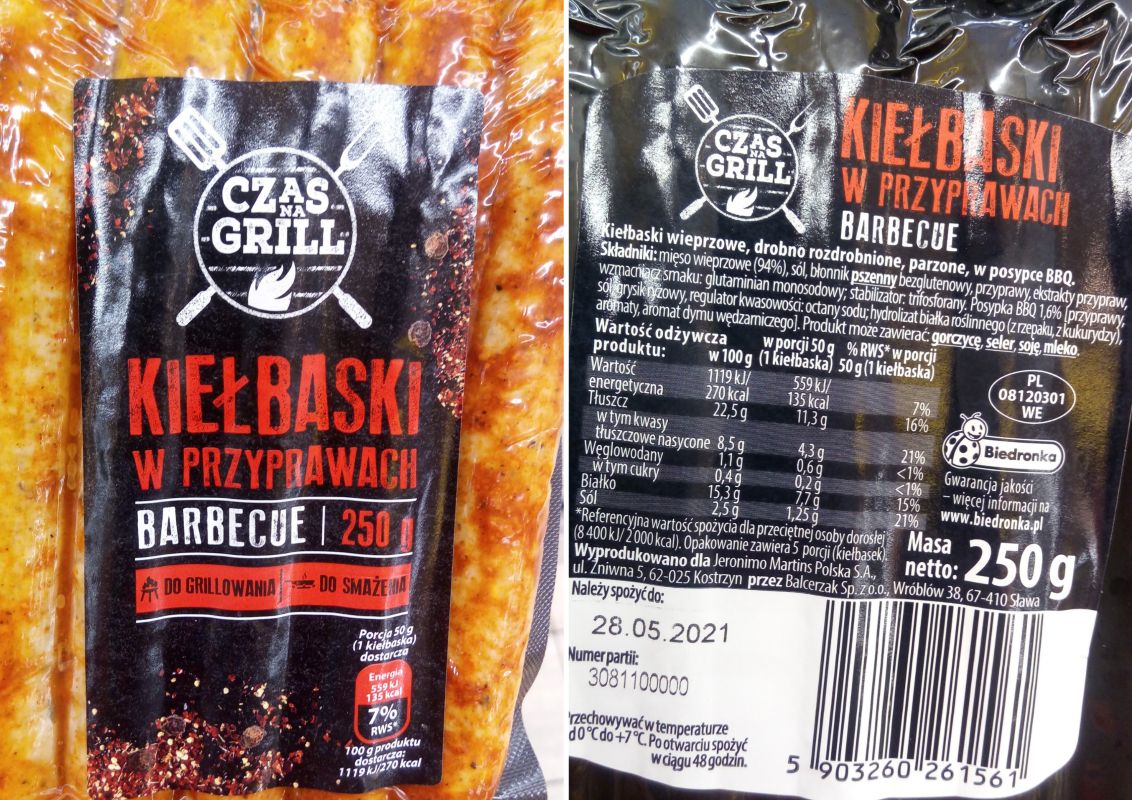 CZAS
NA
GRILL
KIEŁBASKI
W PRZYPRAWACH
BARBECUE | 250 g
DO GRILLOWANIA DO SMAŻENIA
Porcja 50 g
(1 kiełbaska)
dostarcza
Energia
559 kJ
135 kcal
7%
RWS*
100 g produktu
dostarcza:
1119 kJ/270 kcal
CZAS
NA
GRILL
KIEŁBASKI
W PRZYPRAWACH
BARBECUE
Kiełbaski wieprzowe, drobno rozdrobnione, parzone, w posypce BBQ.
Składniki: mięso wieprzowe (94%), sól, błonnik pszenny bezglutenowy, przyprawy, ekstrakty przypraw,
wzmacniacz smaku: glutaminian monosodowy; stabilizator: trifosforany. Posypka BBQ 1,6% [przyprawy,
sól, grysik ryżowy, regulator kwasowości: octany sodu; hydrolizat białka roślinnego (z rzepaku, z kukurydzy),
aromaty, aromat dymu wędzarniczego]. Produkt może zawierać: gorczycę, seler, soję, mleko.
Wartość odżywcza w porcji 50 g % RWS* w porcji
produktu: w 100 g (1 kiełbaska) 50 g (1 kiełbaska)
Wartość 1119 kJ/ 559 kJ/
energetyczna 270 kcal 135 kcal 7%
Tłuszcz 22,5 g 11,3 g 16%
w tym kwasy
tłuszczowe nasycone 8,5 g 4,3 g 21%
Węglowodany 1,1 g 0,6 g <1%
w tym cukry 0,4 g 0,2 g <1%
Białko 15,3 g 7,7 g 15%
Sól 2,5 g 1,25 g 21%
*Referencyjna wartość spożycia dla przeciętnej osoby dorosłej
(8 400 kJ/ 2 000 kcal). Opakowanie zawiera 5 porcji (kiełbasek).
Wyprodukowano dla Jeronimo Martins Polska S.A.,
ul. Żniwna 5, 62-025 Kostrzyn przez Balcerzak Sp. z o.o., Wróblów 38, 67-410 Sława
PL
08120301
WE
Biedronka
Gwarancja jakości
– więcej informacji na
www.biedronka.pl
Masa
netto: 250 g
Należy spożyć do:
28.05.2021
Numer partii:
3081100000
rzechowywać w temperaturze
d 0 °C do +7 °C. Po otwarciu spożyć
w ciągu 48 godzin.
5 903260 261561